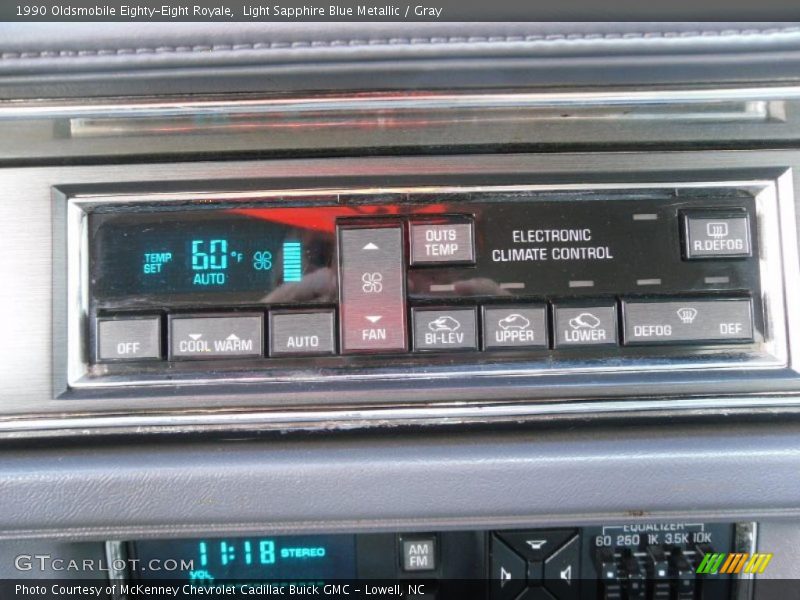 1990 Oldsmobile Eighty-Eight Royale, Light Sapphire Blue Metallic / Gray
OUTS
TEMP
ELECTRONIC
CLIMATE CONTROL
R.DEFOG
TEMP
SET
60°F
AUTO
OFF
COOL WARM
AUTO
FAN
BI-LEV
UPPER
LOWER
DEFOG DEF
EQUALIZER
60 250 1K 3.5K 10K
11:18 STEREO
VOL
AM
FM
GTCARLOT.COM
Photo Courtesy of McKenney Chevrolet Cadillac Buick GMC - Lowell, NC